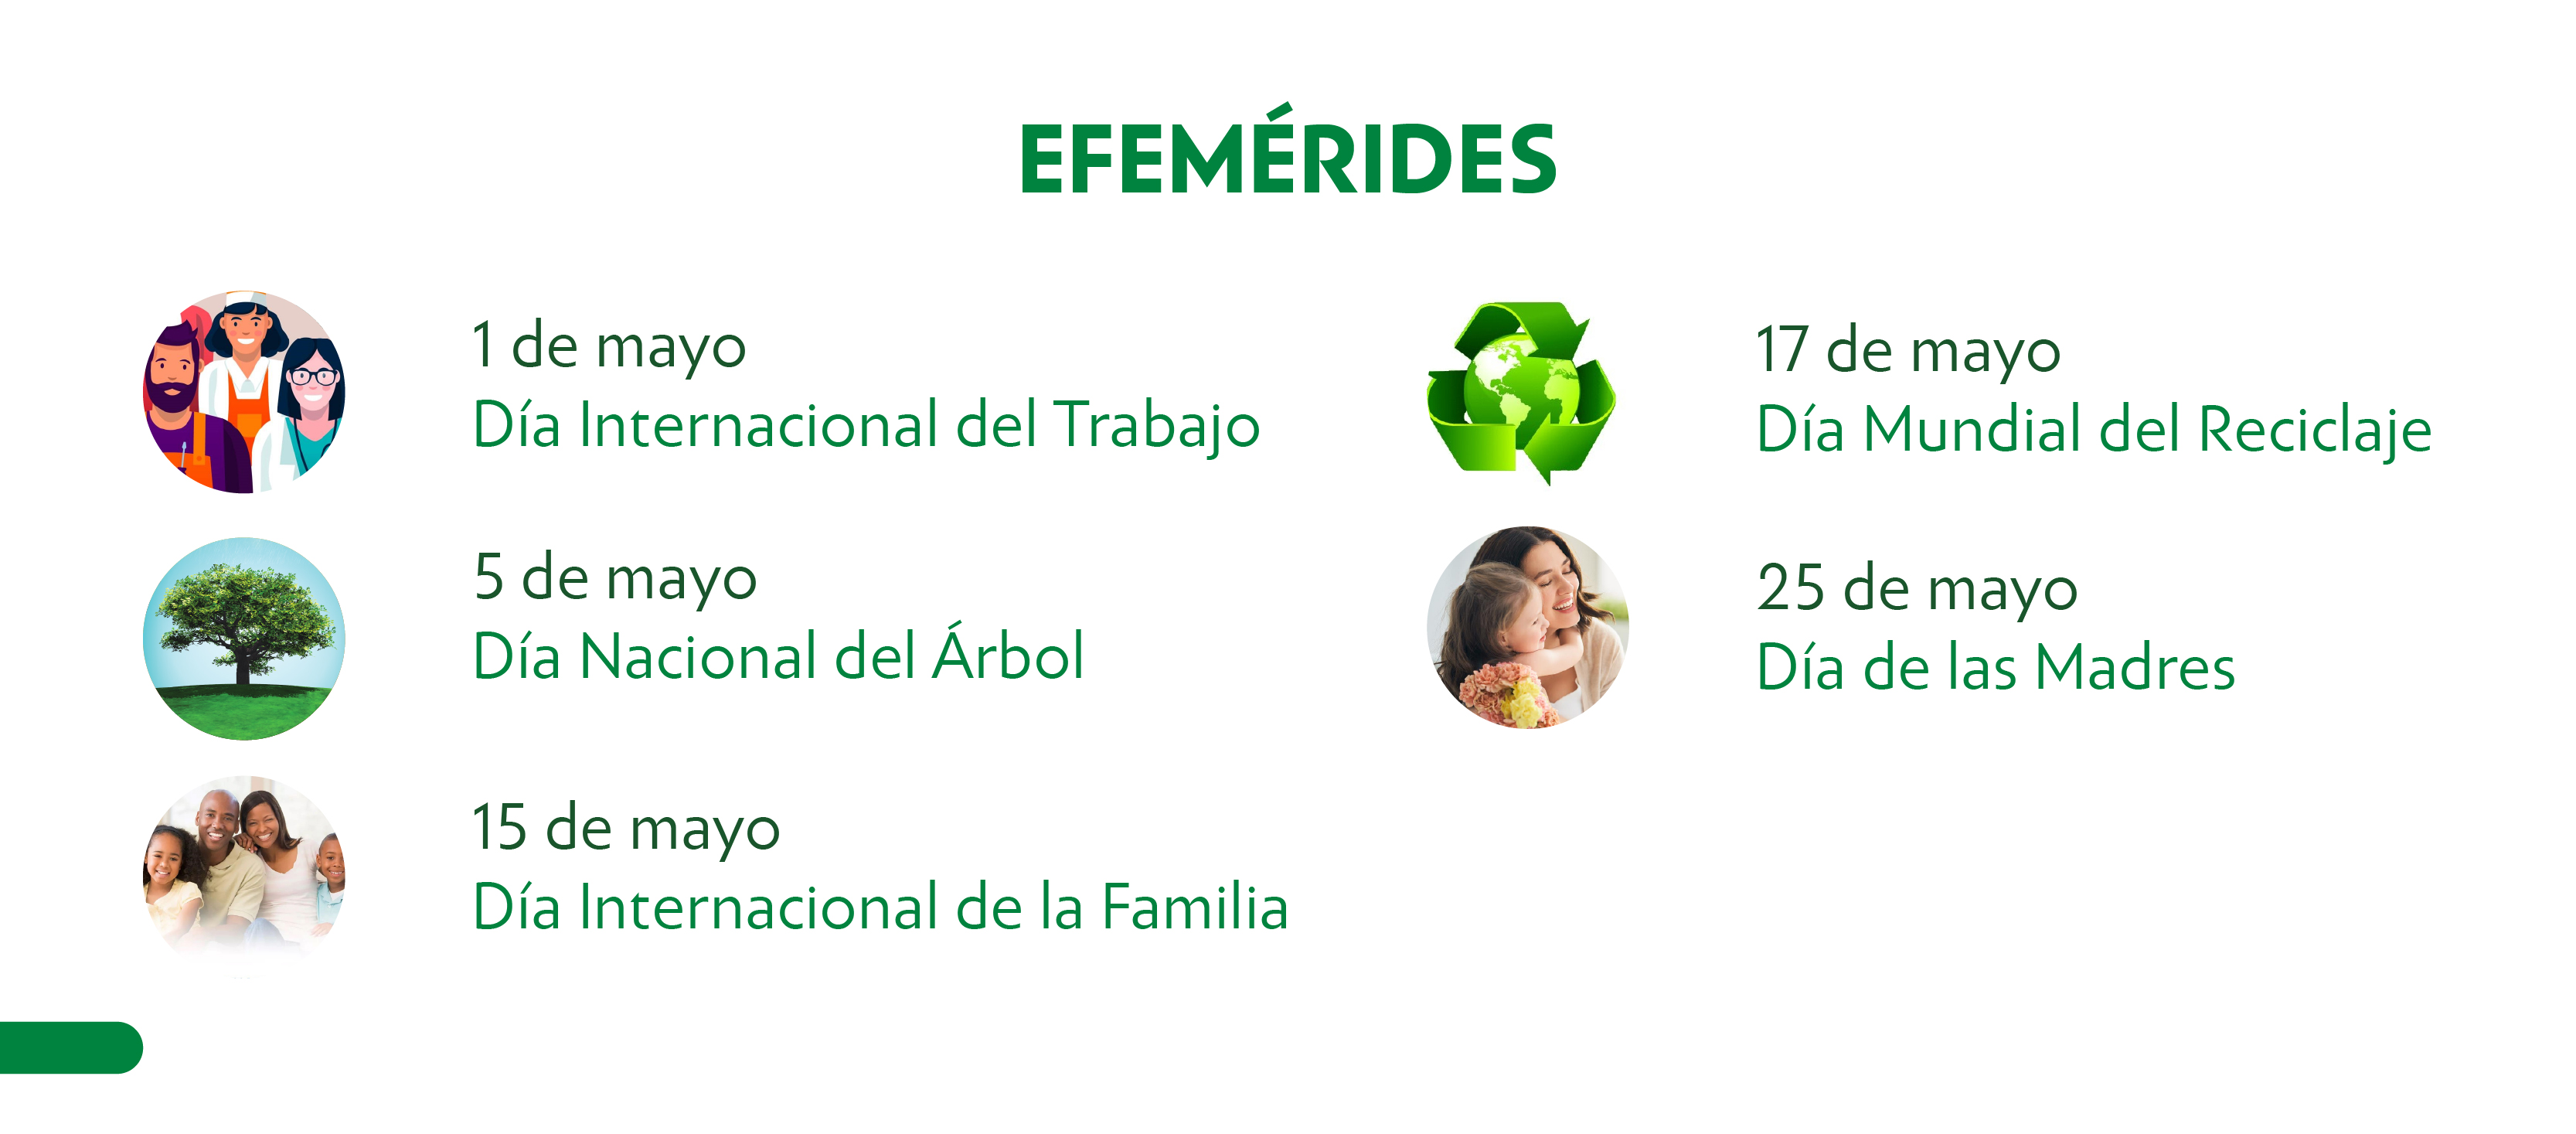 EFEMÉRIDES
1 de mayo
Día Internacional del Trabajo
5 de mayo
Día Nacional del Árbol
15 de mayo
Día Internacional de la Familia
17 de mayo
Día Mundial del Reciclaje
25 de mayo
Día de las Madres